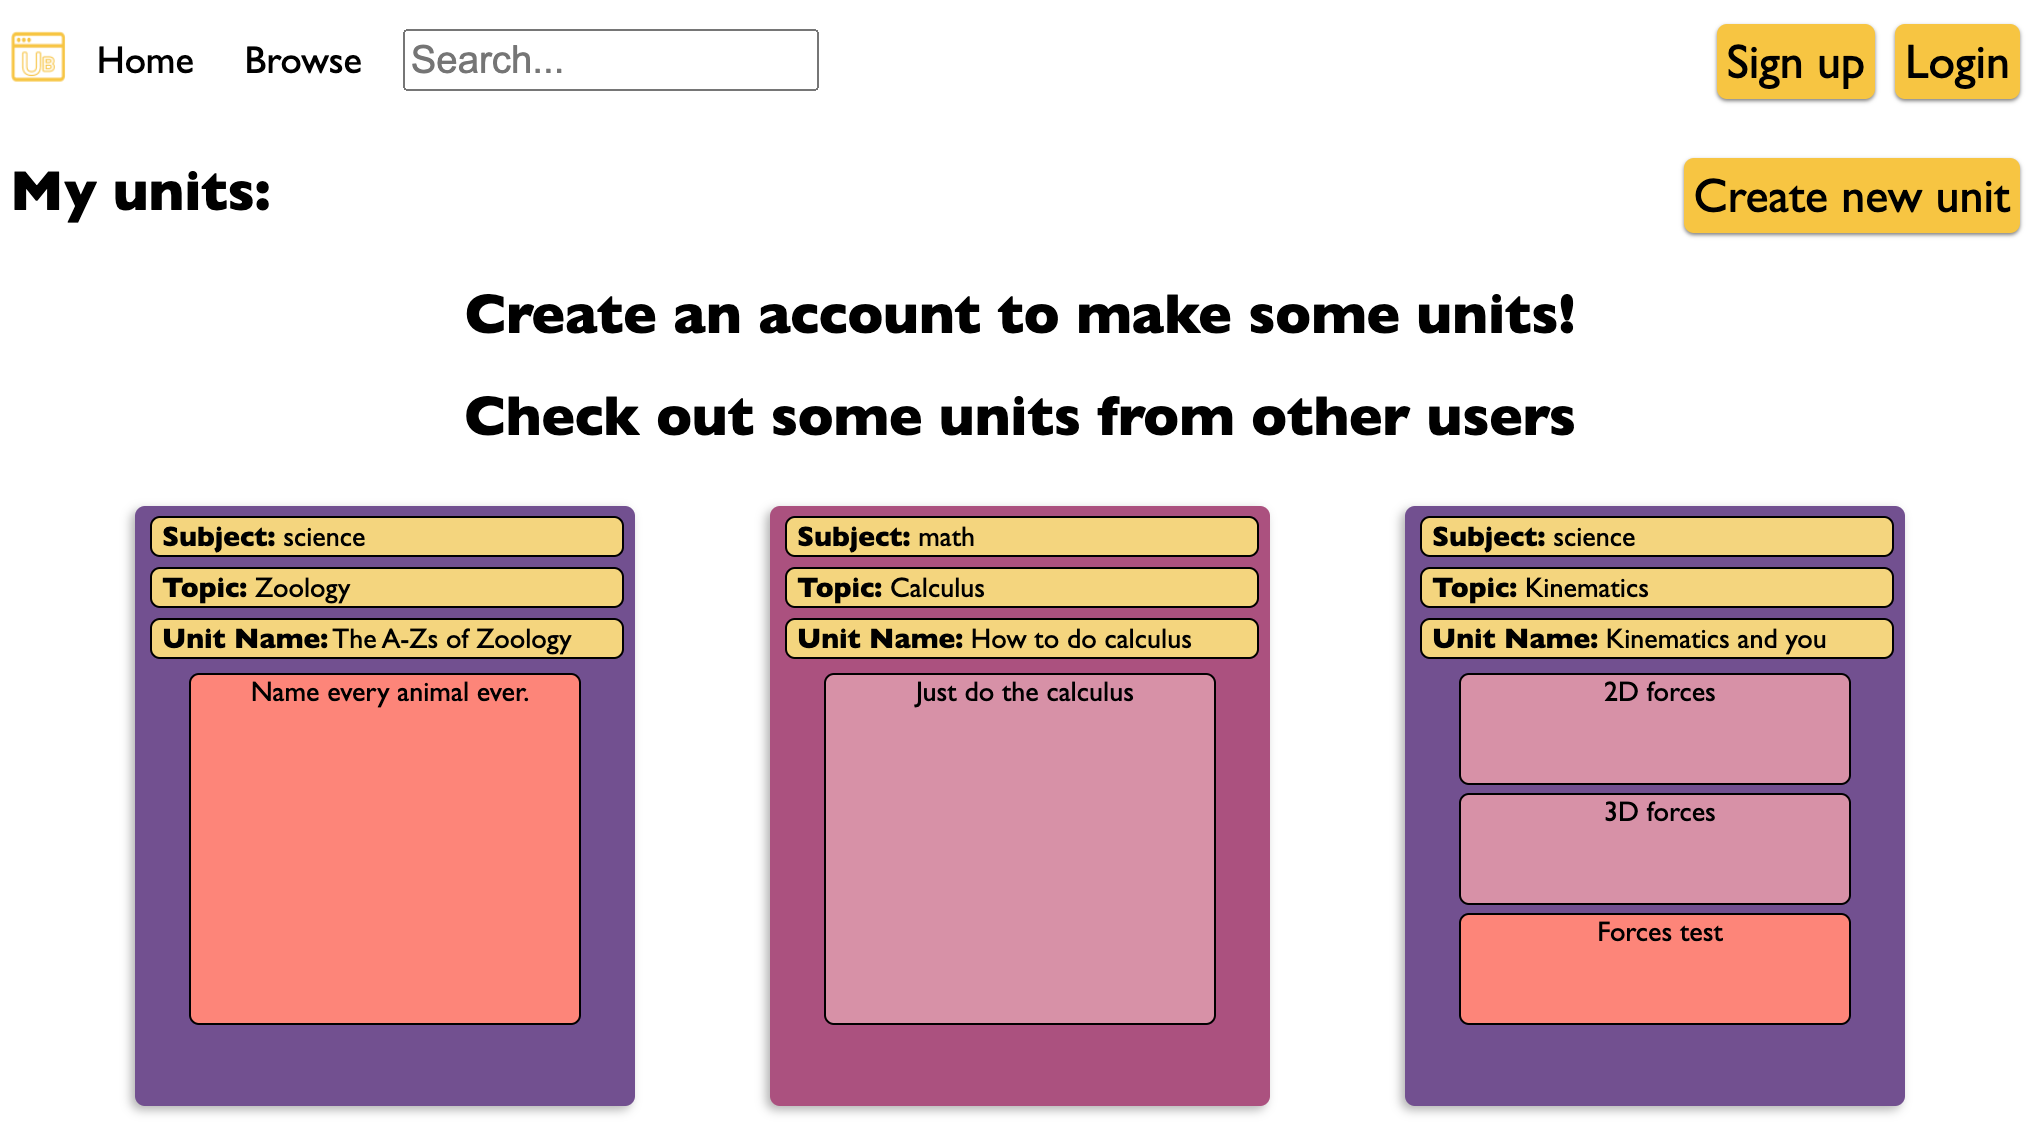 UB Home Browse Search... Sign up Login
My units: Create new unit
Create an account to make some units!
Check out some units from other users
Subject: science
Topic: Zoology
Unit Name: The A-Zs of Zoology
Name every animal ever.
Subject: math
Topic: Calculus
Unit Name: How to do calculus
Just do the calculus
Subject: science
Topic: Kinematics
Unit Name: Kinematics and you
2D forces
3D forces
Forces test